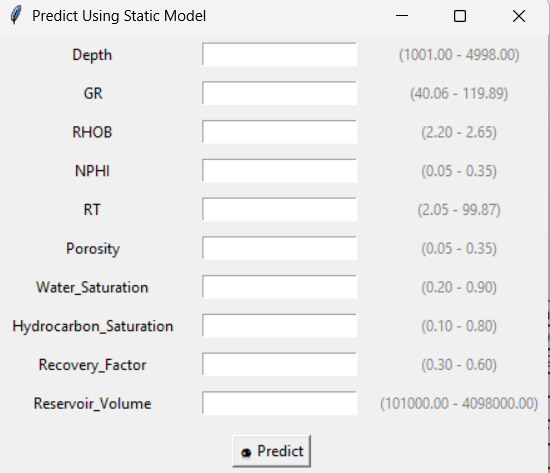 Predict Using Static Model
Depth (1001.00 - 4998.00)
GR (40.06 - 119.89)
RHOB (2.20 - 2.65)
NPHI (0.05 - 0.35)
RT (2.05 - 99.87)
Porosity (0.05 - 0.35)
Water_Saturation (0.20 - 0.90)
Hydrocarbon_Saturation (0.10 - 0.80)
Recovery_Factor (0.30 - 0.60)
Reservoir_Volume (101000.00 - 4098000.00)
Predict